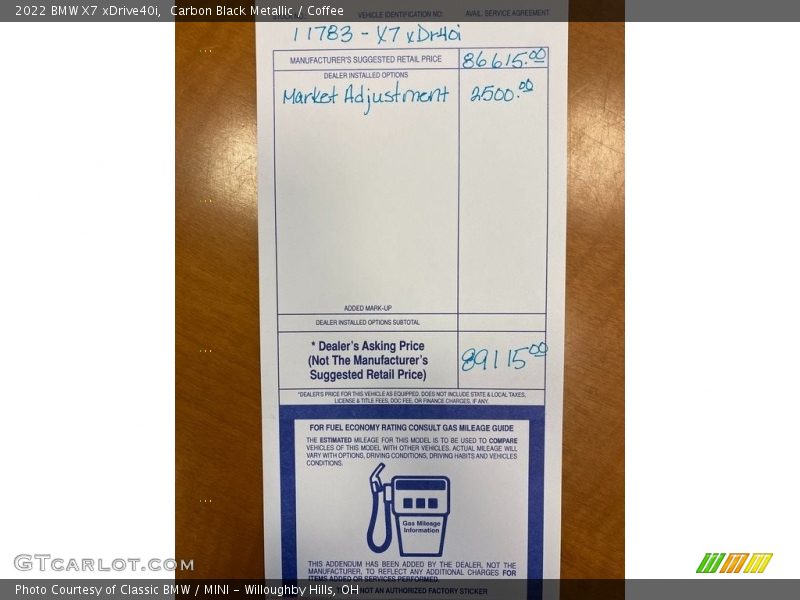 2022 BMW X7 xDrive40i, Carbon Black Metallic / Coffee
VEHICLE IDENTIFICATION NO: AVAIL. SERVICE AGREEMENT
11783 - X7 xDr40i
MANUFACTURER'S SUGGESTED RETAIL PRICE 86615.00
DEALER INSTALLED OPTIONS
Market Adjustment 2500.00
ADDED MARK-UP
DEALER INSTALLED OPTIONS SUBTOTAL
* Dealer's Asking Price
(Not The Manufacturer's
Suggested Retail Price)
89115.00
*DEALER'S PRICE FOR THIS VEHICLE AS EQUIPPED. DOES NOT INCLUDE STATE & LOCAL TAXES,
LICENSE & TITLE FEES, DOC FEE, OR FINANCE CHARGES, IF ANY.
FOR FUEL ECONOMY RATING CONSULT GAS MILEAGE GUIDE
THE ESTIMATED MILEAGE FOR THIS MODEL IS TO BE USED TO COMPARE
VEHICLES OF THIS MODEL WITH OTHER VEHICLES. ACTUAL MILEAGE WILL
VARY WITH OPTIONS, DRIVING CONDITIONS, DRIVING HABITS AND VEHICLES
CONDITIONS.
Gas Mileage
Information
THIS ADDENDUM HAS BEEN ADDED BY THE DEALER, NOT THE
MANUFACTURER, TO REFLECT ANY ADDITIONAL CHARGES FOR
ITEMS ADDED OR SERVICES PERFORMED.
NOT AN AUTHORIZED FACTORY STICKER
GTCARLOT.COM
Photo Courtesy of Classic BMW / MINI - Willoughby Hills, OH